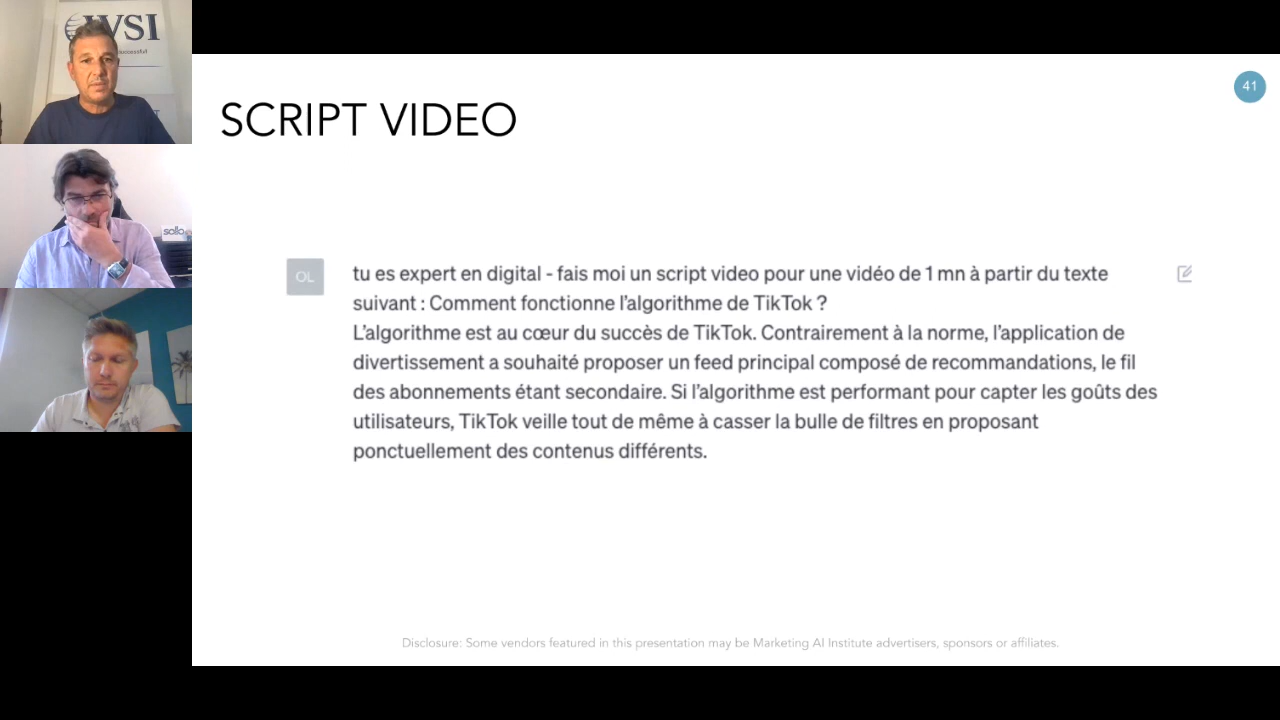 WSI
41
SCRIPT VIDEO
sollo
OL
tu es expert en digital - fais moi un script video pour une vidéo de 1 mn à partir du texte
suivant : Comment fonctionne l’algorithme de TikTok ?
L’algorithme est au cœur du succès de TikTok. Contrairement à la norme, l’application de
divertissement a souhaité proposer un feed principal composé de recommandations, le fil
des abonnements étant secondaire. Si l’algorithme est performant pour capter les goûts des
utilisateurs, TikTok veille tout de même à casser la bulle de filtres en proposant
ponctuellement des contenus différents.
Disclosure: Some vendors featured in this presentation may be Marketing AI Institute advertisers, sponsors or affiliates.